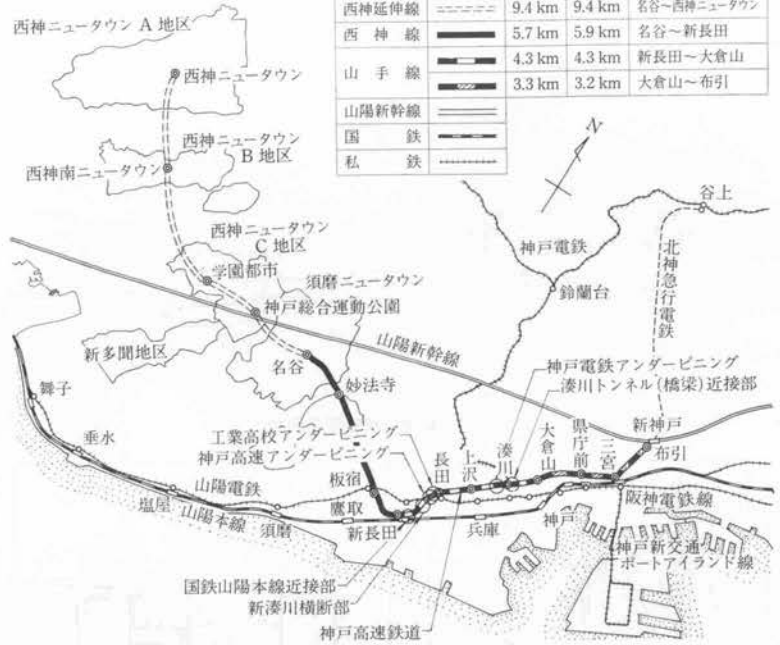 西神延伸線 9.4 km 9.4 km 名谷～西神ニュータウン
西神線 5.7 km 5.9 km 名谷～新長田
山手線 4.3 km 4.3 km 新長田～大倉山
3.3 km 3.2 km 大倉山～布引
山陽新幹線
国鉄
私鉄
西神ニュータウン A 地区
西神ニュータウン
西神ニュータウン
B 地区
西神南ニュータウン
N
谷上
西神ニュータウン
C 地区
神戸電鉄
北神急行電鉄
学園都市
須磨ニュータウン
鈴蘭台
神戸総合運動公園
新多聞地区
山陽新幹線
名谷
神戸電鉄アンダーピニング
妙法寺
湊川トンネル(橋梁)近接部
舞子
新神戸
工業高校アンダーピニング
長田
上沢
湊川
大倉山
県庁前
三宮
布引
垂水
神戸高速アンダーピニング
板宿
山陽電鉄
塩屋
山陽本線
須磨
鷹取
新長田
兵庫
神戸
阪神電鉄線
神戸新交通
ポートアイランド線
国鉄山陽本線近接部
新湊川横断部
神戸高速鉄道